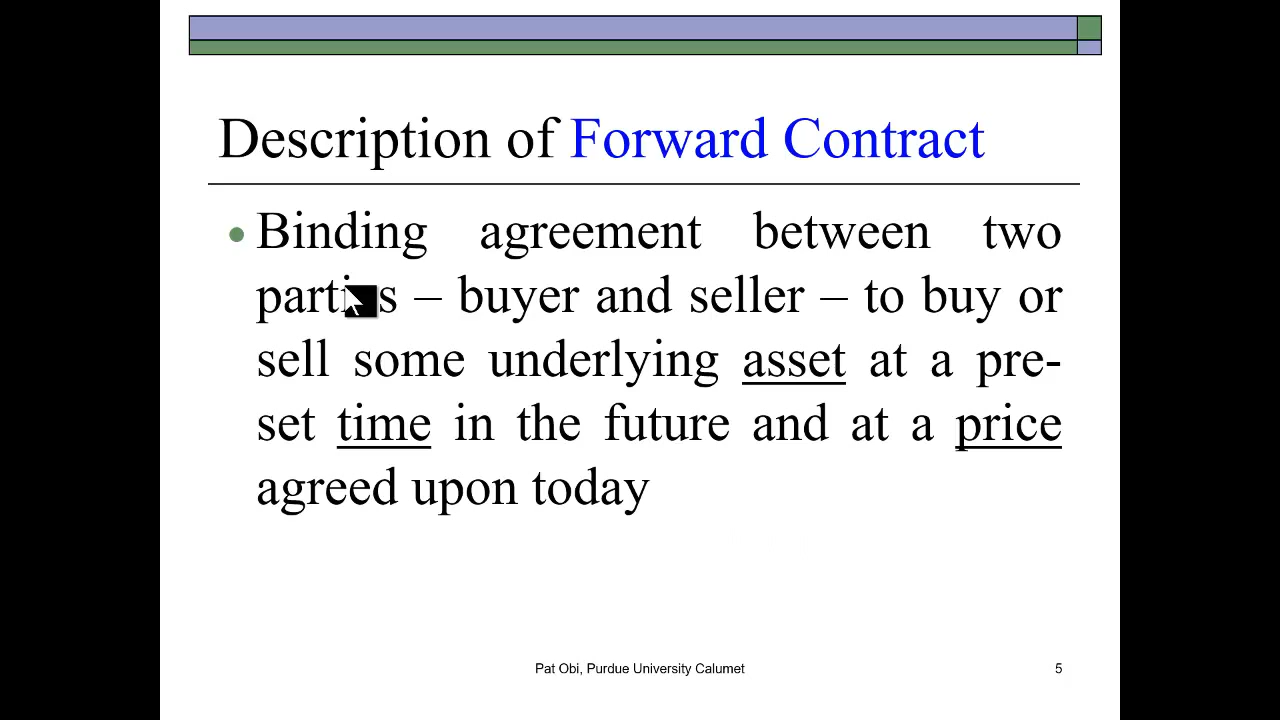 Description of Forward Contract
• Binding agreement between two
parties – buyer and seller – to buy or
sell some underlying asset at a pre-
set time in the future and at a price
agreed upon today
Pat Obi, Purdue University Calumet
5